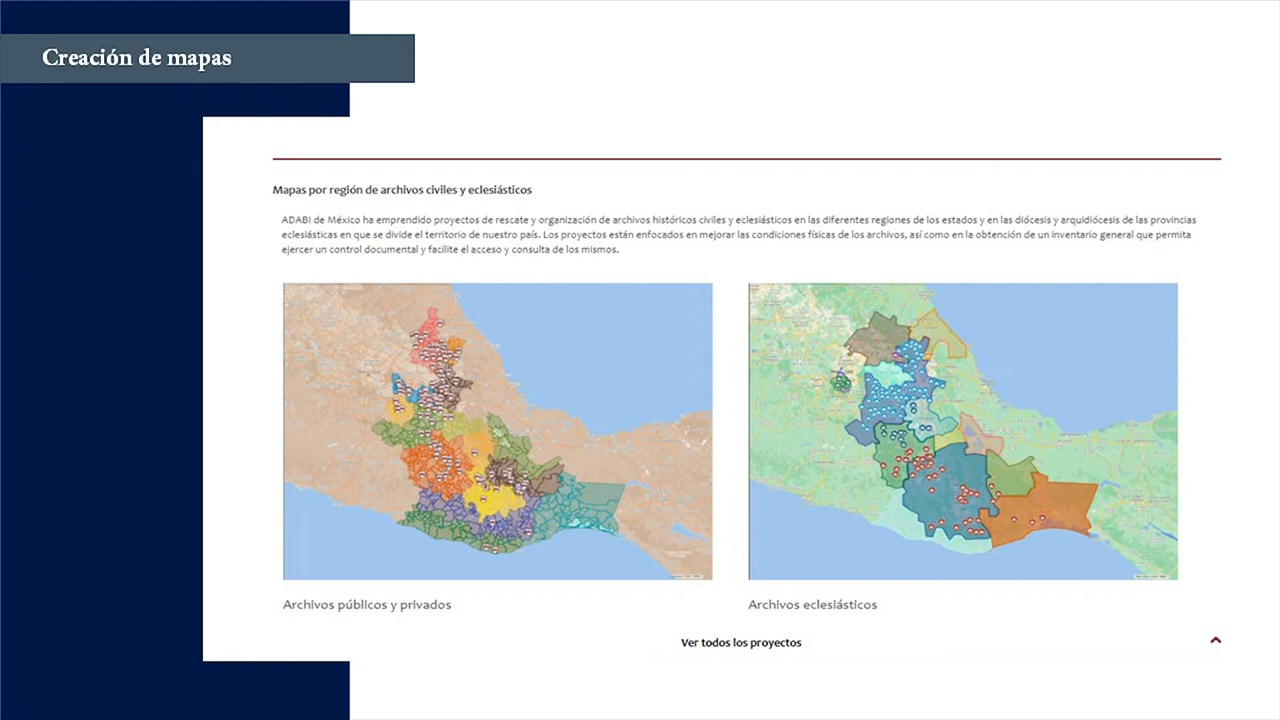 Creación de mapas
Mapas por región de archivos civiles y eclesiásticos
ADABI de México ha emprendido proyectos de rescate y organización de archivos históricos civiles y eclesiásticos en las diferentes regiones de los estados y en las diócesis y arquidiócesis de las provincias
eclesiásticas en que se divide el territorio de nuestro país. Los proyectos están enfocados en mejorar las condiciones físicas de los archivos, así como en la obtención de un inventario general que permita
ejercer un control documental y facilite el acceso y consulta de los mismos.
Archivos públicos y privados
Archivos eclesiásticos
Ver todos los proyectos